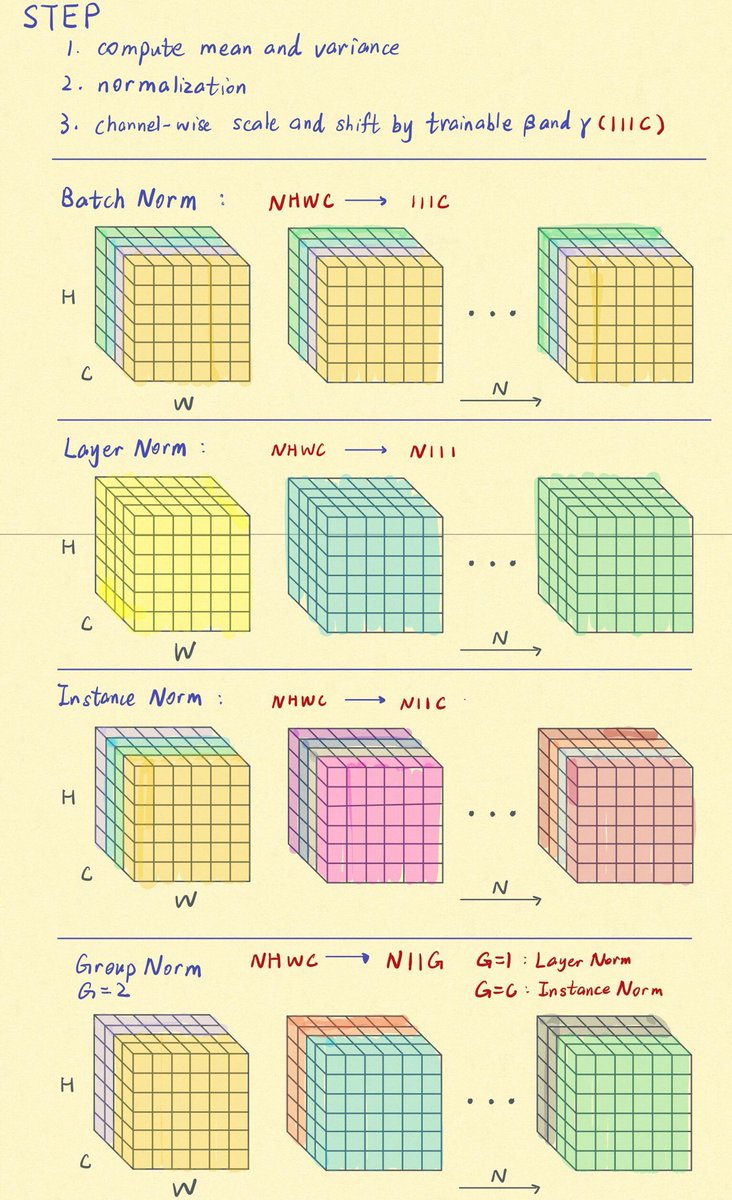 STEP
1. compute mean and variance
2. normalization
3. channel-wise scale and shift by trainable β and γ (111C)
Batch Norm : NHWC → 111C
H
C
W
...
N
Layer Norm : NHWC → N111
H
C
W
...
N
Instance Norm : NHWC → N11C
H
C
W
...
N
Group Norm NHWC → N11G G=1 : Layer Norm
G=2 G=C : Instance Norm
H
C
W
...
N